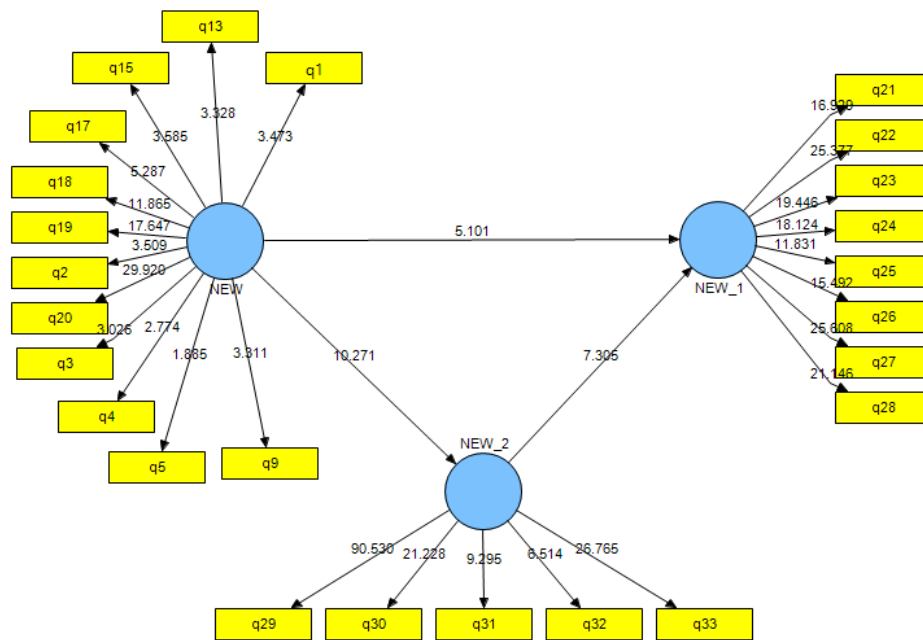 q13
q15
q1
3.328
3.585
3.473
q17
5.287
q18
11.865
q19
17.647
3.509
q2
29.920
q20
3.026
q3
2.774
q4
1.885
q5
3.311
q9
NEW
5.101
10.271
7.305
NEW_1
16.929
q21
25.377
q22
19.446
q23
18.124
q24
11.831
q25
15.492
q26
25.608
q27
21.146
q28
NEW_2
90.530
21.228
9.295
6.514
26.765
q29
q30
q31
q32
q33